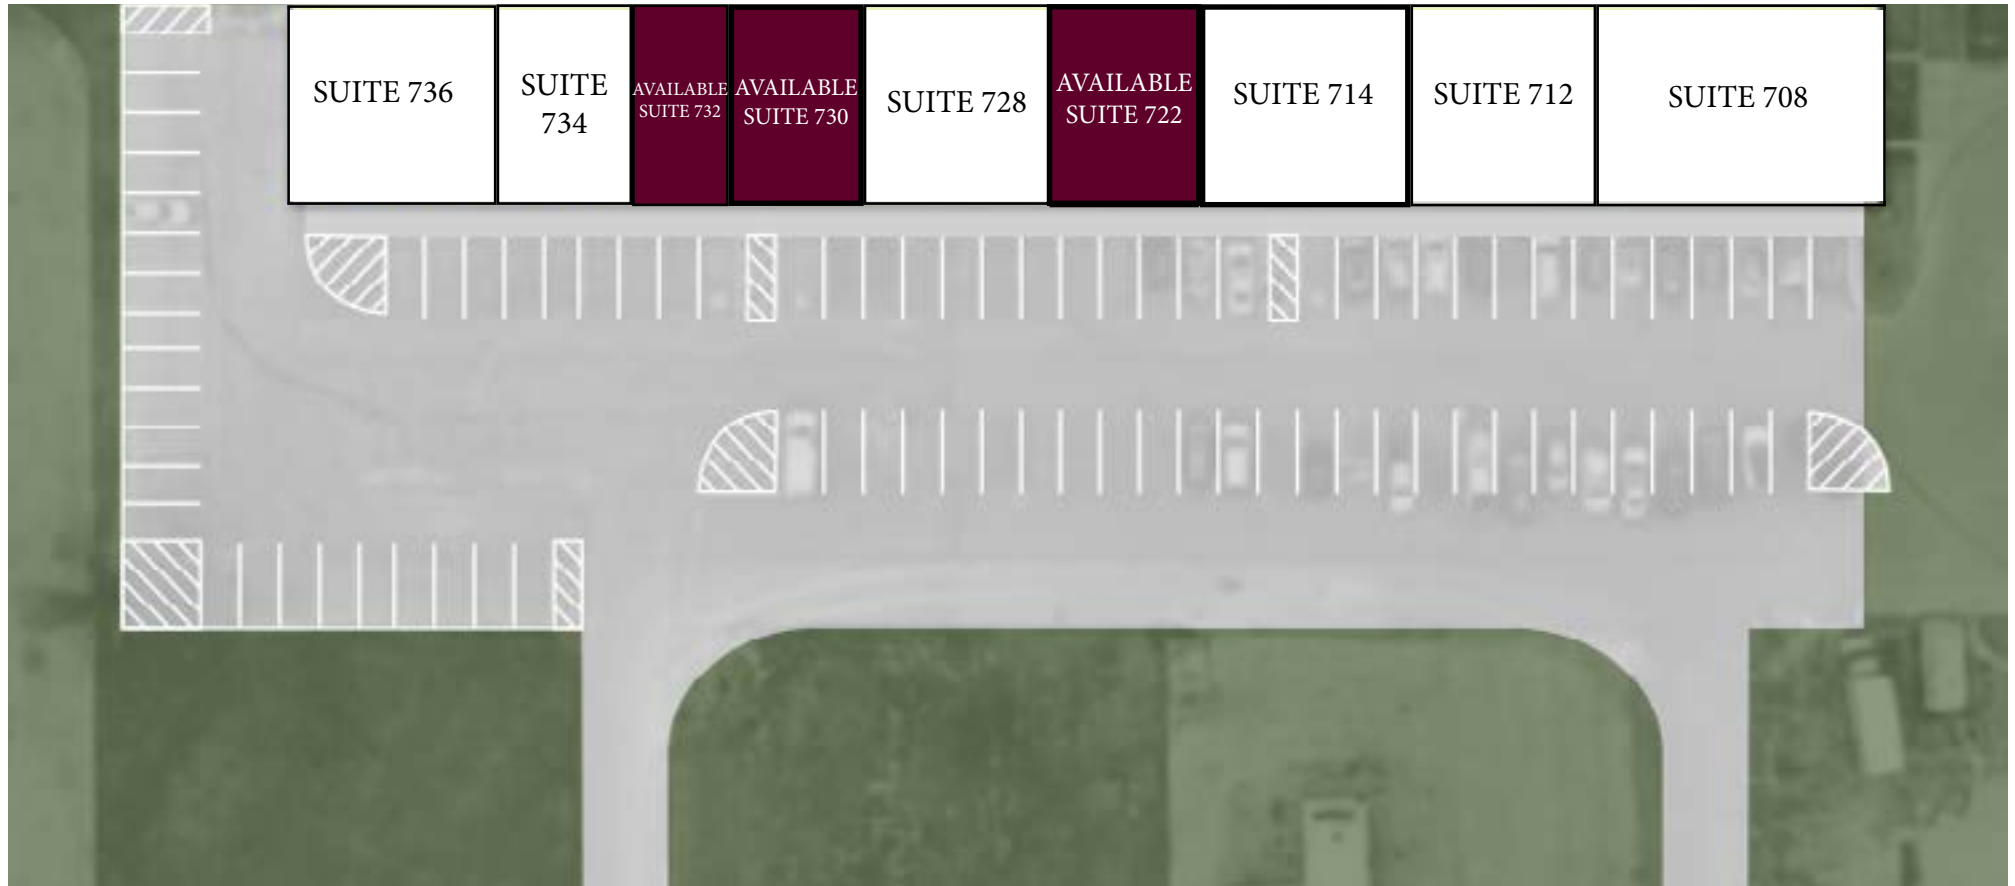 SUITE 736
SUITE
734
AVAILABLE
SUITE 732
AVAILABLE
SUITE 730
SUITE 728
AVAILABLE
SUITE 722
SUITE 714
SUITE 712
SUITE 708